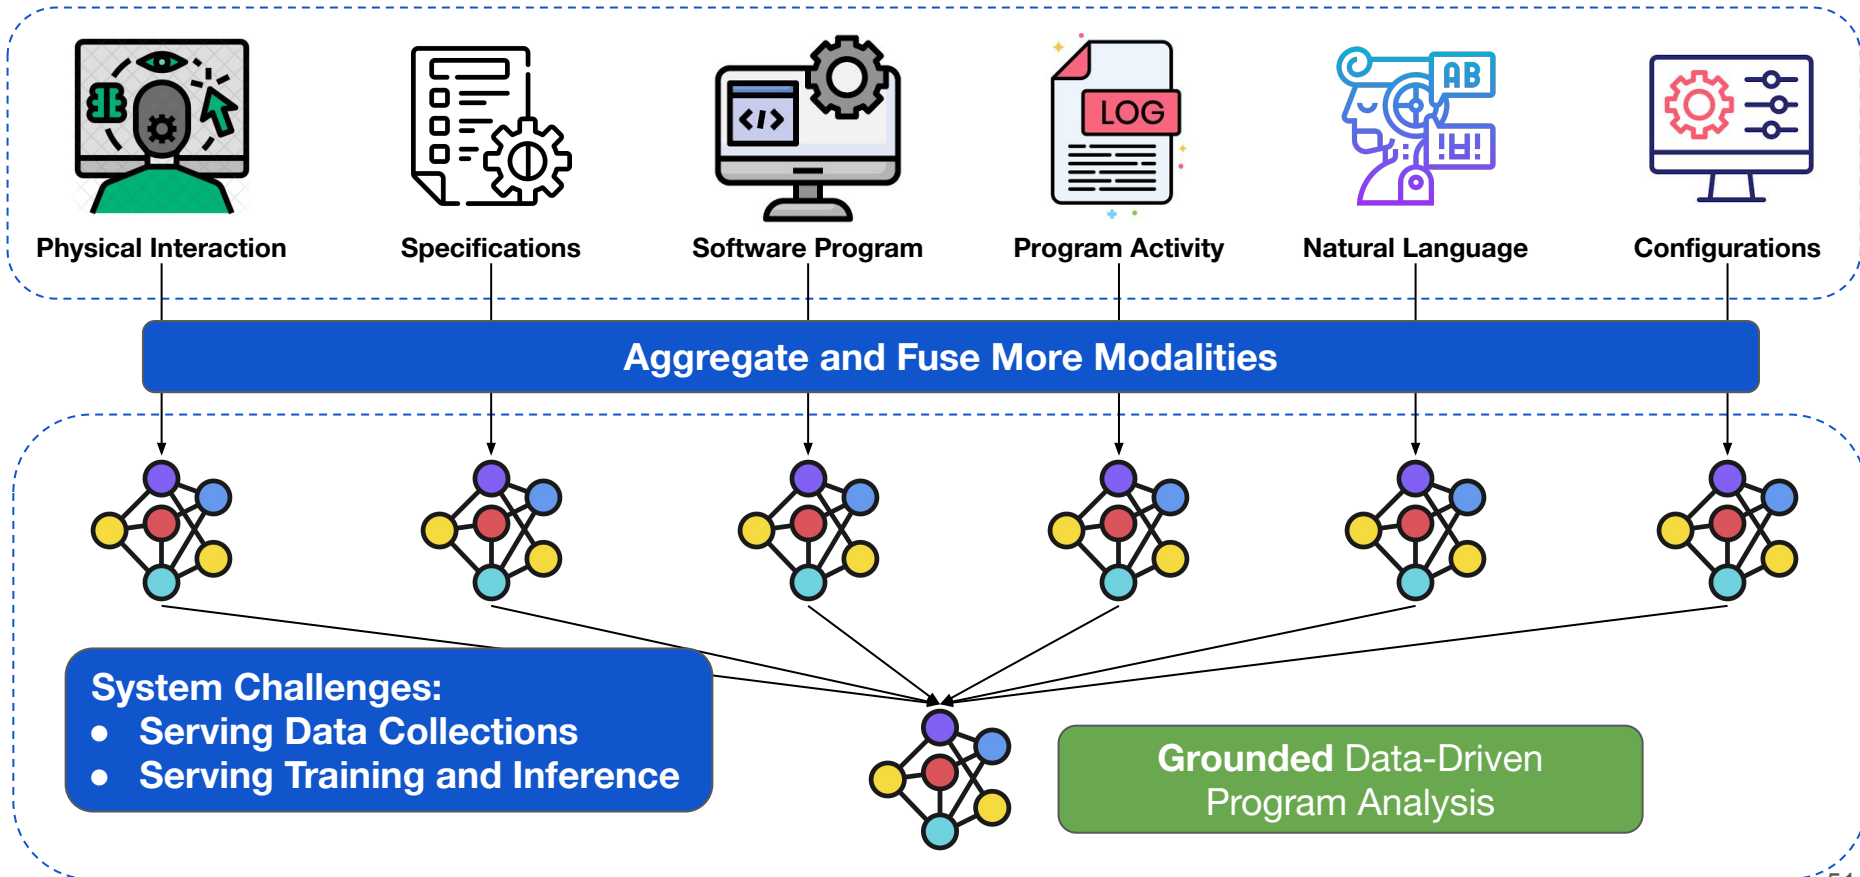 LOG
AB
Physical Interaction
Specifications
Software Program
Program Activity
Natural Language
Configurations
Aggregate and Fuse More Modalities
System Challenges:
● Serving Data Collections
● Serving Training and Inference
Grounded Data-Driven
Program Analysis